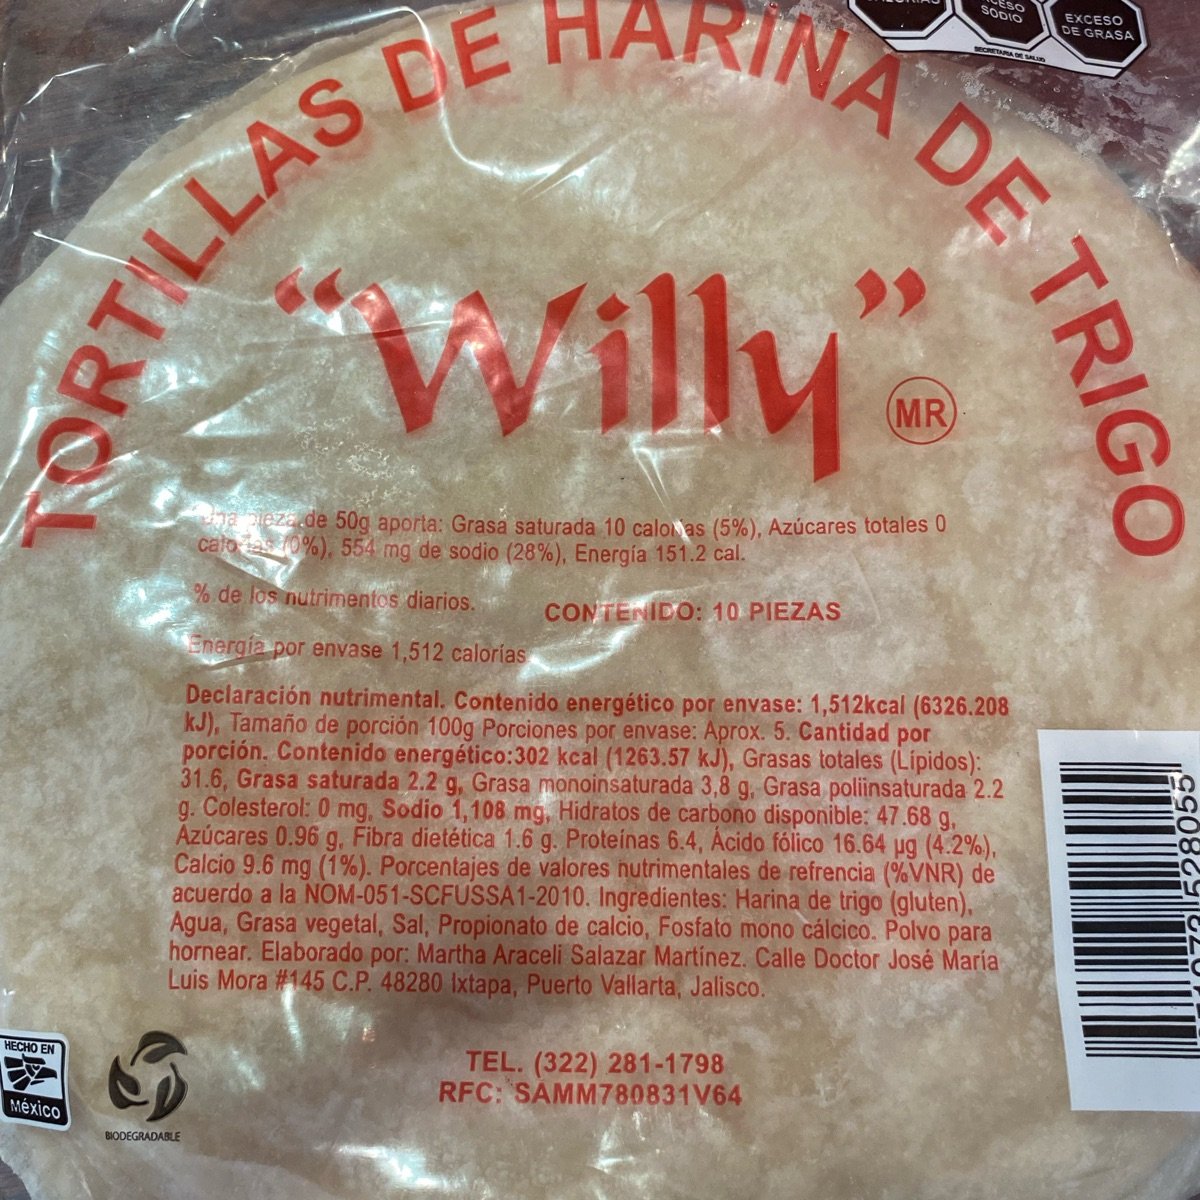 CALORÍAS
EXCESO
SODIO
EXCESO
DE GRASA
SECRETARÍA DE SALUD
TORTILLAS DE HARINA DE TRIGO
“Willy”
MR
Una pieza de 50g aporta: Grasa saturada 10 calorías (5%), Azúcares totales 0
calorías (0%), 554 mg de sodio (28%), Energía 151.2 cal.
% de los nutrimentos diarios.
CONTENIDO: 10 PIEZAS
Energía por envase 1,512 calorías
Declaración nutrimental. Contenido energético por envase: 1,512kcal (6326.208
kJ), Tamaño de porción 100g Porciones por envase: Aprox. 5. Cantidad por
porción. Contenido energético:302 kcal (1263.57 kJ), Grasas totales (Lípidos):
31.6, Grasa saturada 2.2 g, Grasa monoinsaturada 3,8 g, Grasa poliinsaturada 2.2
g. Colesterol: 0 mg, Sodio 1,108 mg, Hidratos de carbono disponible: 47.68 g,
Azúcares 0.96 g, Fibra dietética 1.6 g. Proteínas 6.4, Ácido fólico 16.64 µg (4.2%),
Calcio 9.6 mg (1%). Porcentajes de valores nutrimentales de refrencia (%VNR) de
acuerdo a la NOM-051-SCFUSSA1-2010. Ingredientes: Harina de trigo (gluten),
Agua, Grasa vegetal, Sal, Propionato de calcio, Fosfato mono cálcico. Polvo para
hornear. Elaborado por: Martha Araceli Salazar Martínez. Calle Doctor José María
Luis Mora #145 C.P. 48280 Ixtapa, Puerto Vallarta, Jalisco.
TEL. (322) 281-1798
RFC: SAMM780831V64
HECHO EN
México
BIODEGRADABLE
528055